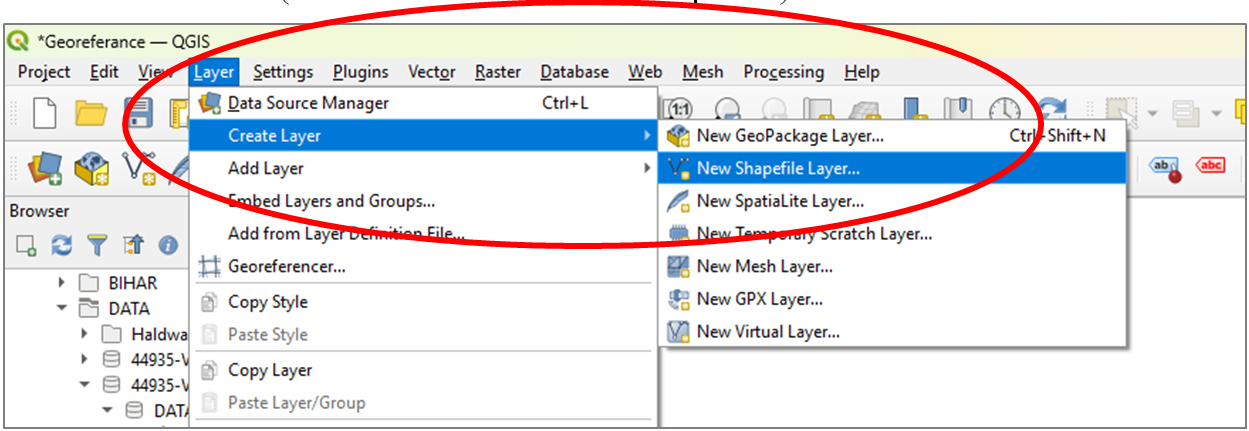 *Georeferance — QGIS
Project Edit View Layer Settings Plugins Vector Raster Database Web Mesh Processing Help
Data Source Manager Ctrl+L
1:1
Create Layer
New GeoPackage Layer... Ctrl+Shift+N
Add Layer
New Shapefile Layer...
ab
abc
Embed Layers and Groups...
New SpatiaLite Layer...
Browser
Add from Layer Definition File...
New Temporary Scratch Layer...
Georeferencer...
New Mesh Layer...
BIHAR
Copy Style
New GPX Layer...
DATA
Haldwa
Paste Style
New Virtual Layer...
44935-V
Copy Layer
44935-V
Paste Layer/Group
DATA